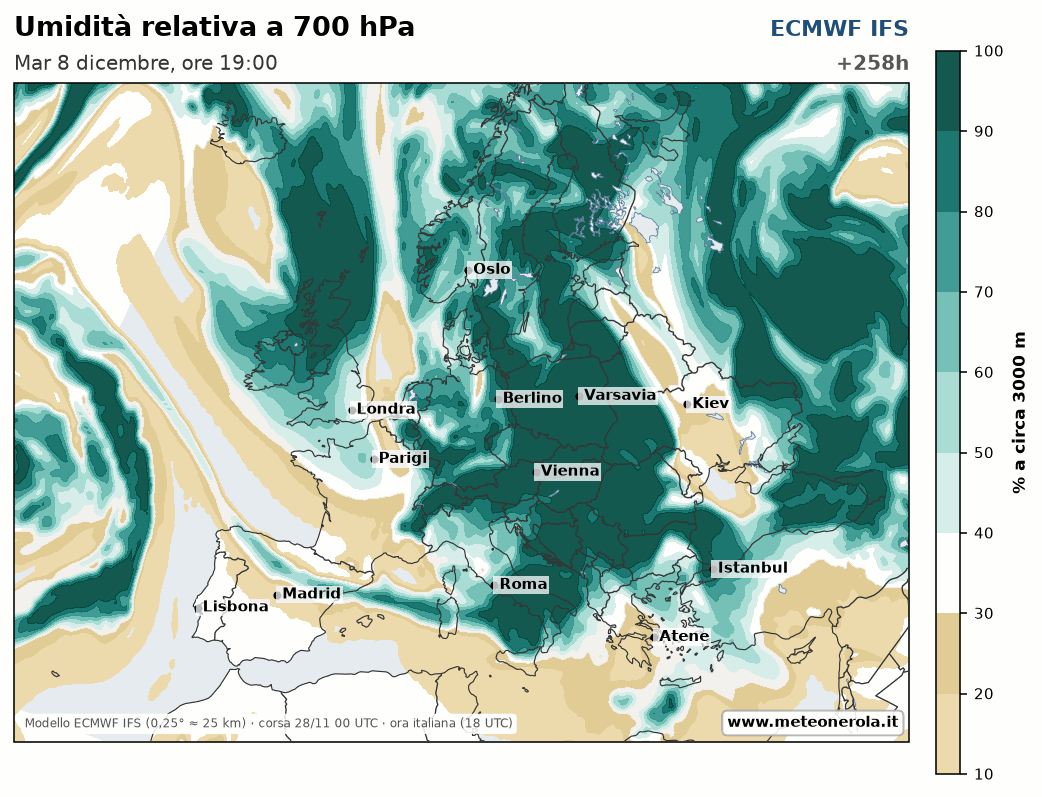 Umidità relativa a 700 hPa
ECMWF IFS
Mar 8 dicembre, ore 19:00
+258h
100
90
80
70
60
50
40
30
20
10
% a circa 3000 m
Oslo
Londra
Berlino
Varsavia
Kiev
Parigi
Vienna
Istanbul
Roma
Madrid
Lisbona
Atene
Modello ECMWF IFS (0,25° ≈ 25 km) · corsa 28/11 00 UTC · ora italiana (18 UTC)
www.meteonerola.it